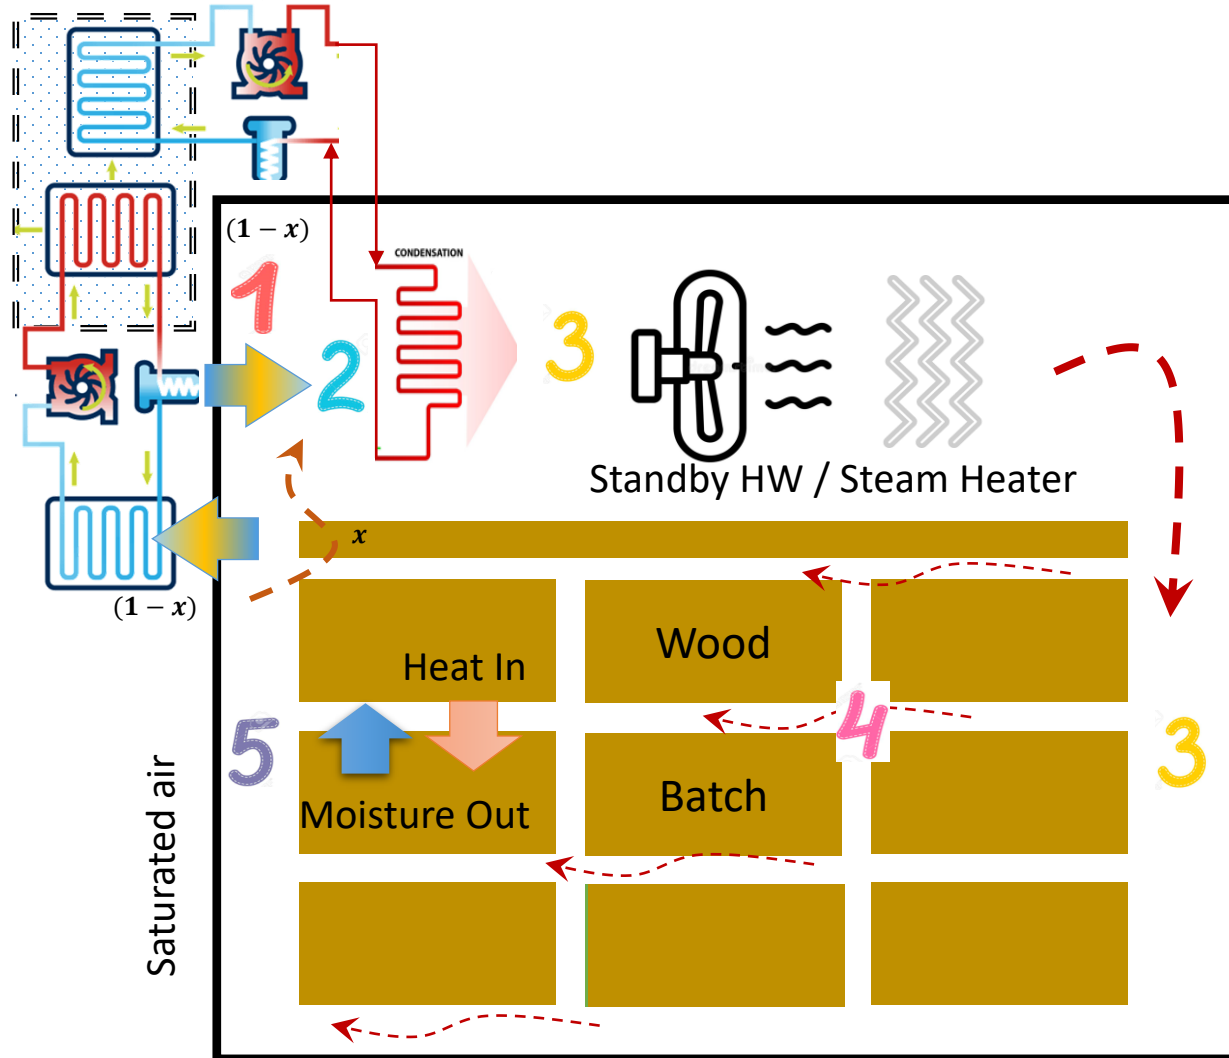 (1 − x)
CONDENSATION
1
2
3
Standby HW / Steam Heater
x
(1 − x)
Wood
Heat In
4
5
3
Batch
Moisture Out
Saturated air